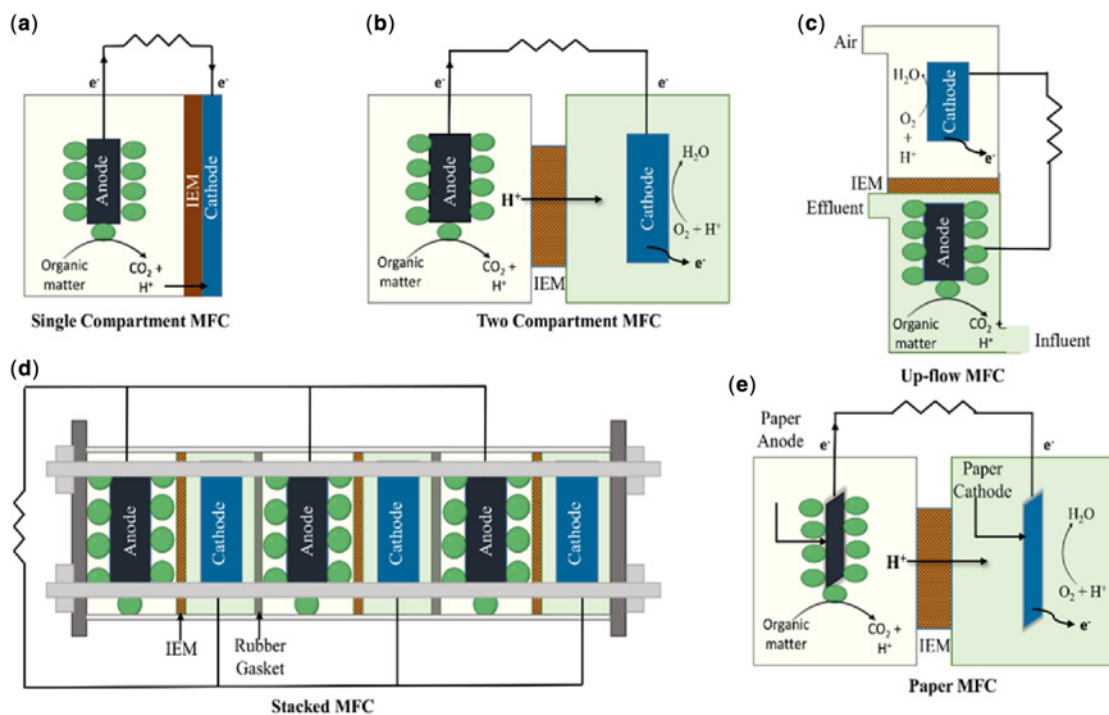 (a)
e-
e-
Anode
IEM
Cathode
Organic
matter
CO2 +
H+
Single Compartment MFC
(b)
e-
e-
Anode
H+
IEM
Cathode
H2O
O2 + H+
e-
Organic
matter
CO2 +
H+
Two Compartment MFC
(c)
Air
H2O
O2
+
H+
Cathode
e-
IEM
Effluent
Anode
Organic
matter
CO2 +
H+
Influent
Up-flow MFC
(d)
Anode
Cathode
Anode
Cathode
Anode
Cathode
IEM
Rubber
Gasket
Stacked MFC
(e)
Paper
Anode
e-
e-
Paper
Cathode
H2O
H+
O2 + H+
e-
Organic
matter
CO2 +
H+
IEM
Paper MFC